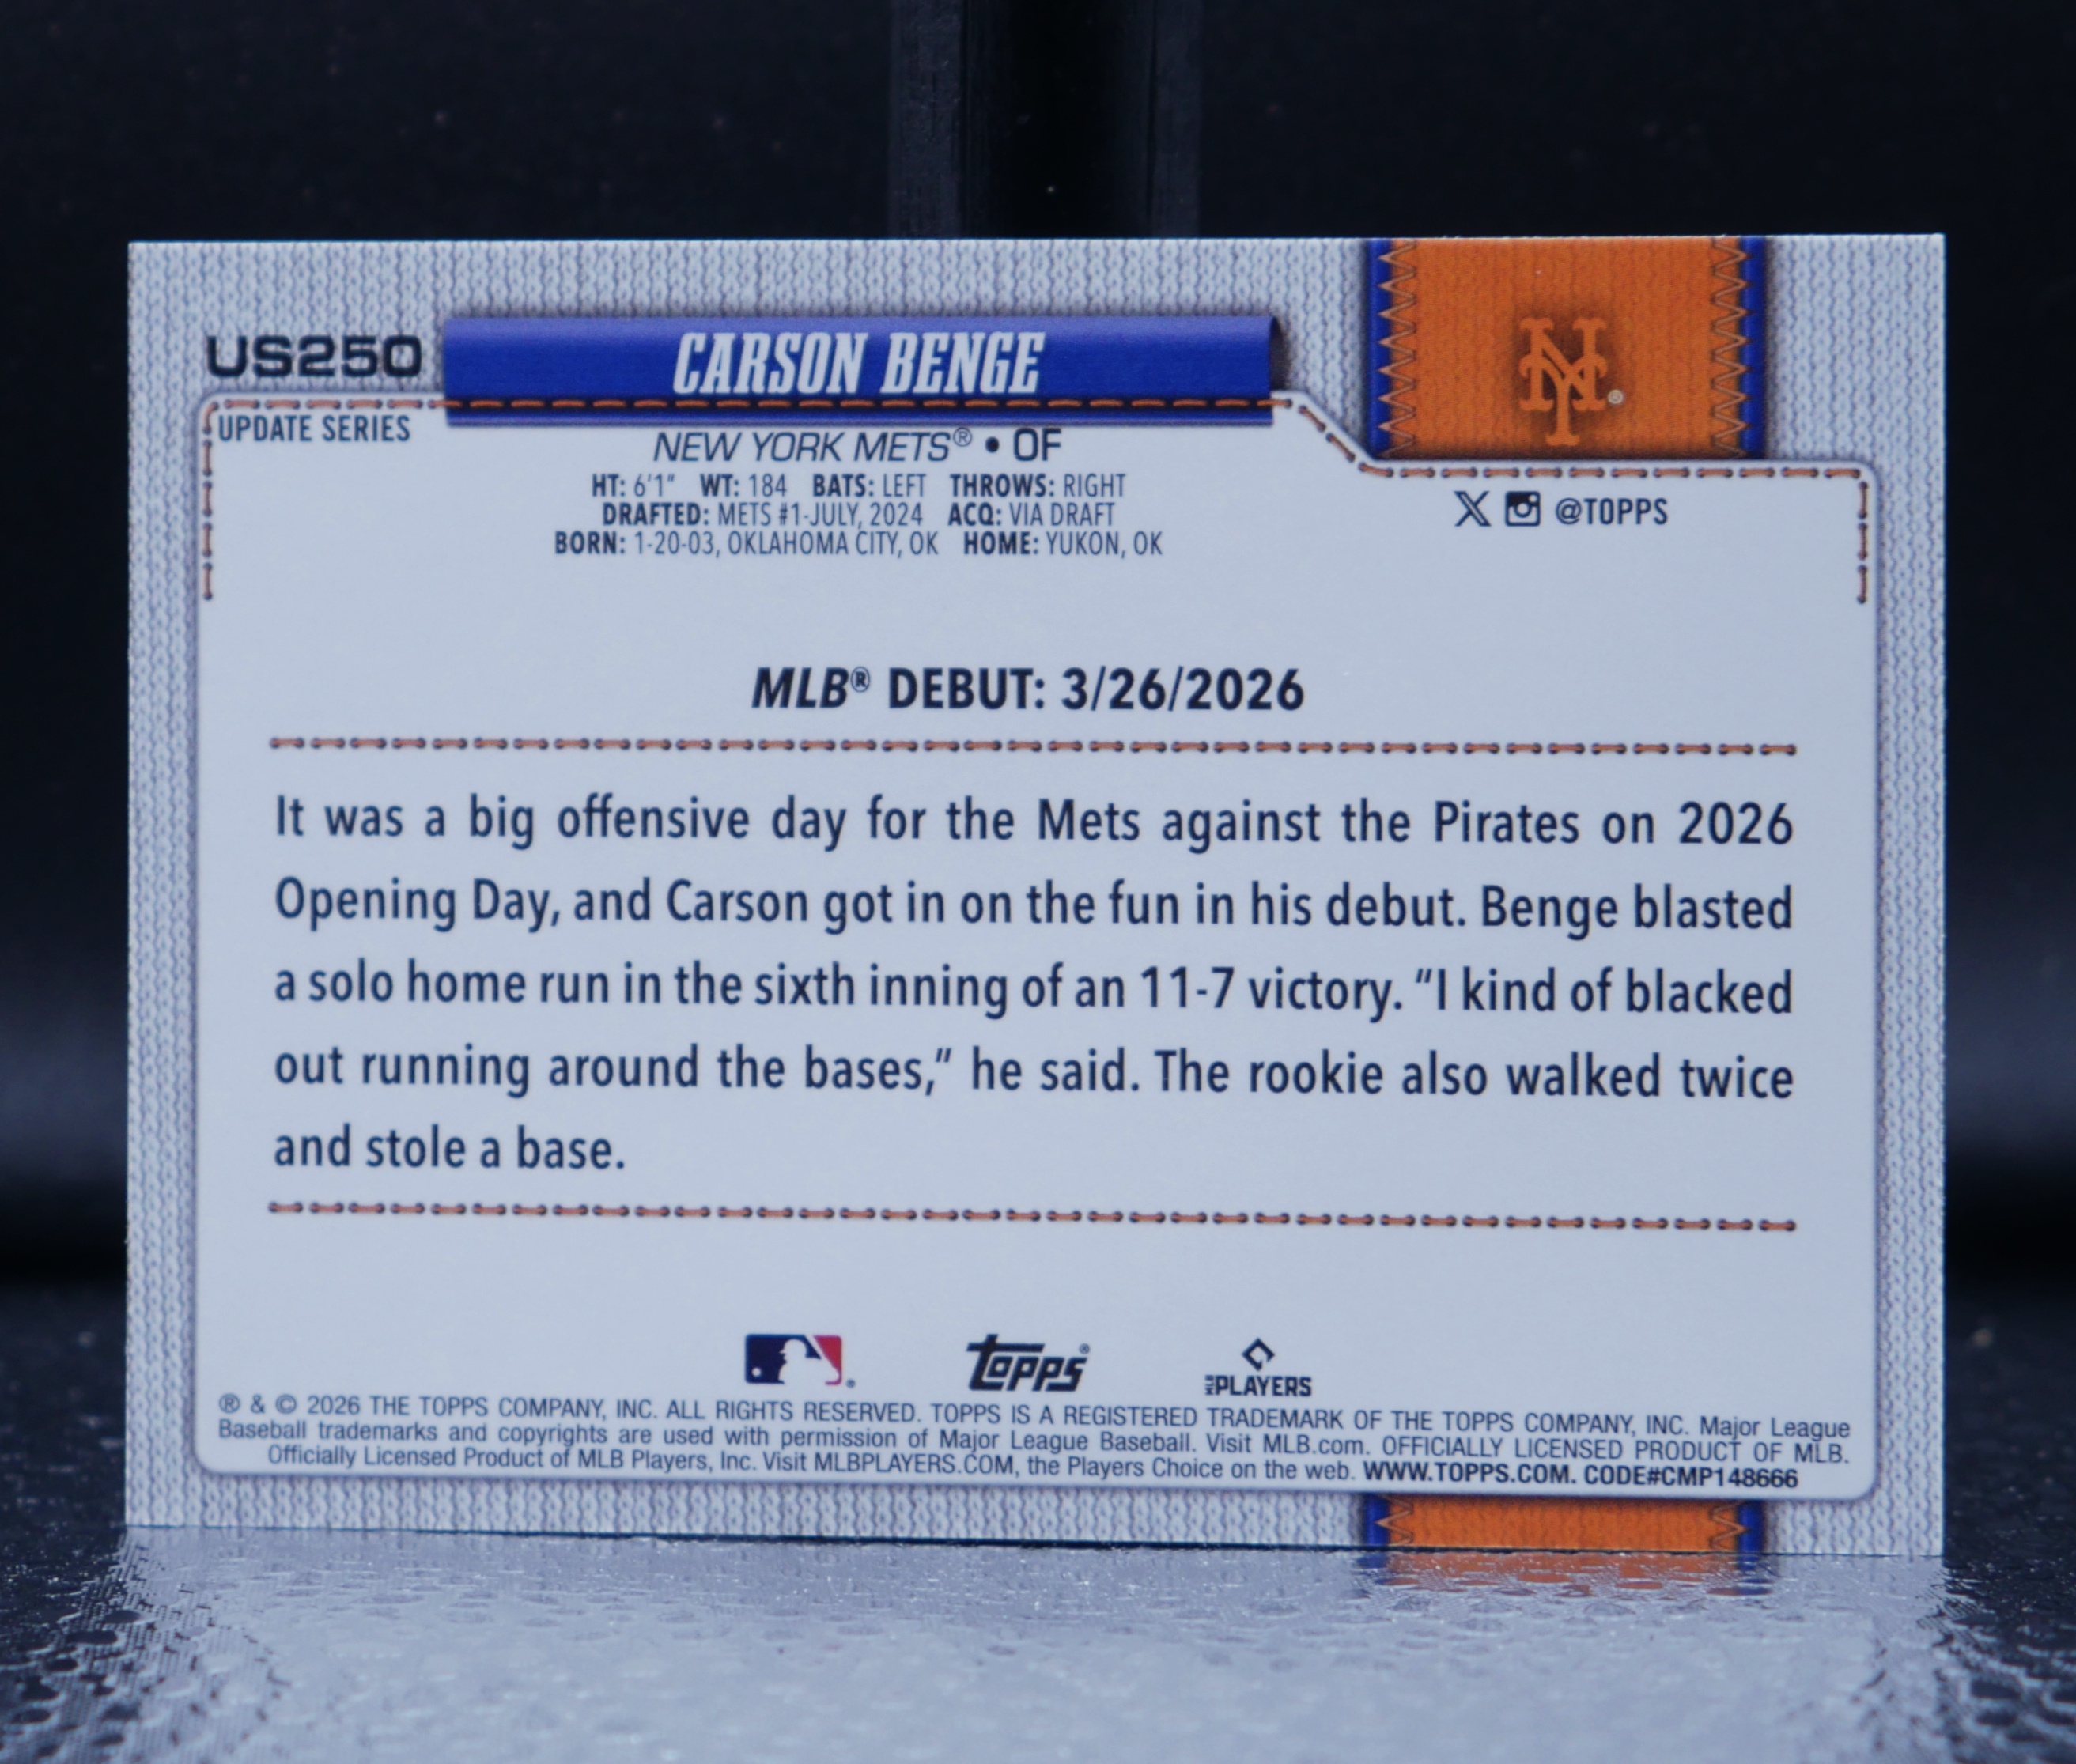 US250
CARSON BENGE
NY®
UPDATE SERIES
NEW YORK METS® • OF
HT: 6'1" WT: 184 BATS: LEFT THROWS: RIGHT
DRAFTED: METS #1-JULY, 2024 ACQ: VIA DRAFT
BORN: 1-20-03, OKLAHOMA CITY, OK HOME: YUKON, OK
X @TOPPS
MLB® DEBUT: 3/26/2026
It was a big offensive day for the Mets against the Pirates on 2026
Opening Day, and Carson got in on the fun in his debut. Benge blasted
a solo home run in the sixth inning of an 11-7 victory. “I kind of blacked
out running around the bases,” he said. The rookie also walked twice
and stole a base.
topps® MLB PLAYERS
® & © 2026 THE TOPPS COMPANY, INC. ALL RIGHTS RESERVED. TOPPS IS A REGISTERED TRADEMARK OF THE TOPPS COMPANY, INC. Major League
Baseball trademarks and copyrights are used with permission of Major League Baseball. Visit MLB.com. OFFICIALLY LICENSED PRODUCT OF MLB.
Officially Licensed Product of MLB Players, Inc. Visit MLBPLAYERS.COM, the Players Choice on the web. WWW.TOPPS.COM. CODE#CMP148666